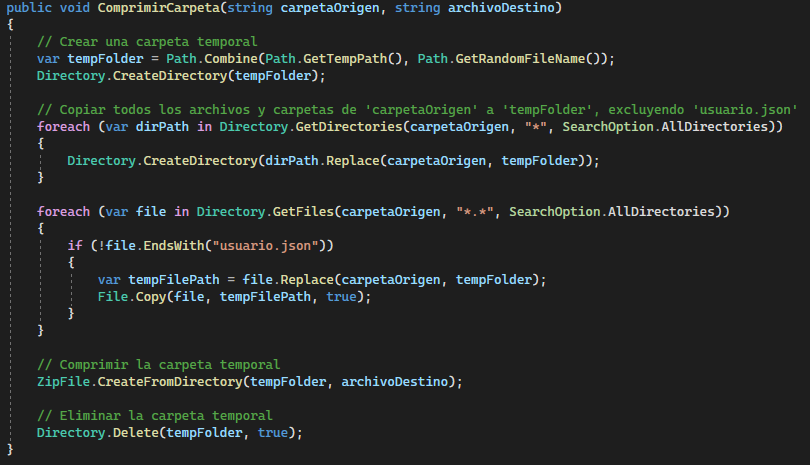 public void ComprimirCarpeta(string carpetaOrigen, string archivoDestino)
{
    // Crear una carpeta temporal
    var tempFolder = Path.Combine(Path.GetTempPath(), Path.GetRandomFileName());
    Directory.CreateDirectory(tempFolder);

    // Copiar todos los archivos y carpetas de 'carpetaOrigen' a 'tempFolder', excluyendo 'usuario.json'
    foreach (var dirPath in Directory.GetDirectories(carpetaOrigen, "*", SearchOption.AllDirectories))
    {
        Directory.CreateDirectory(dirPath.Replace(carpetaOrigen, tempFolder));
    }

    foreach (var file in Directory.GetFiles(carpetaOrigen, "*.*", SearchOption.AllDirectories))
    {
        if (!file.EndsWith("usuario.json"))
        {
            var tempFilePath = file.Replace(carpetaOrigen, tempFolder);
            File.Copy(file, tempFilePath, true);
        }
    }

    // Comprimir la carpeta temporal
    ZipFile.CreateFromDirectory(tempFolder, archivoDestino);

    // Eliminar la carpeta temporal
    Directory.Delete(tempFolder, true);
}